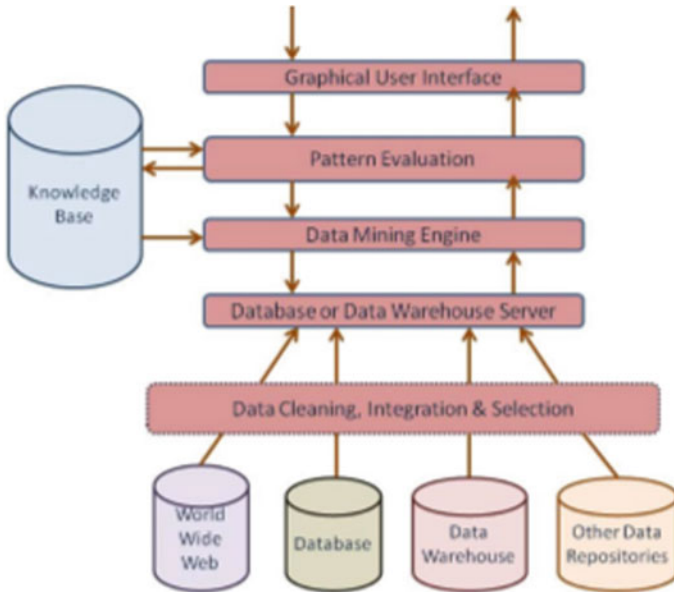 Graphical User Interface
Pattern Evaluation
Knowledge
Base
Data Mining Engine
Database or Data Warehouse Server
Data Cleaning, Integration & Selection
World
Wide
Web
Database
Data
Warehouse
Other Data
Repositories